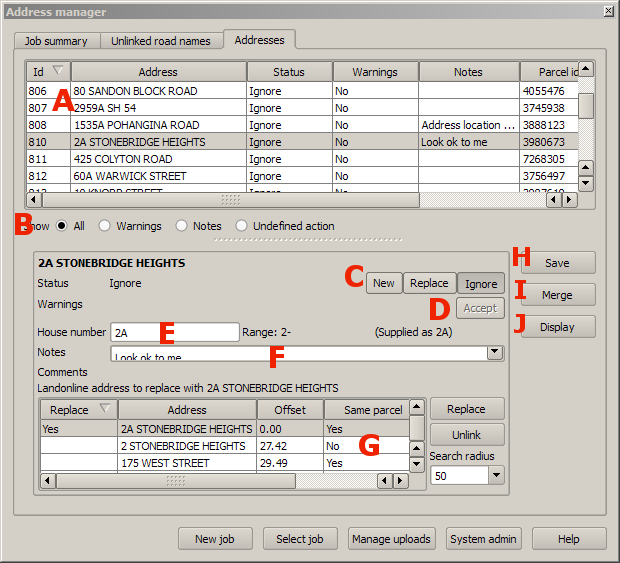 Address manager
Job summary Unlinked road names Addresses
Id Address Status Warnings Notes Parcel id
806 80 SANDON BLOCK ROAD Ignore No 4055476
A
807 2959A SH 54 Ignore No 3745938
808 1535A POHANGINA ROAD Ignore No Address location ... 3888123
810 2A STONEBRIDGE HEIGHTS Ignore No Look ok to me 3980673
811 425 COLYTON ROAD Ignore No 7268305
812 60A WARWICK STREET Ignore No 3756497
813 10 KNORR STREET Ignore No
B
Show All Warnings Notes Undefined action
2A STONEBRIDGE HEIGHTS
H Save
Status Ignore C New Replace Ignore
I Merge
Warnings D Accept
J Display
House number 2A E Range: 2- (Supplied as 2A)
Notes Look ok to me F
Comments
Landonline address to replace with 2A STONEBRIDGE HEIGHTS
Replace Address Offset Same parcel Replace
Yes 2A STONEBRIDGE HEIGHTS 0.00 Yes
Unlink
2 STONEBRIDGE HEIGHTS 27.42 No G
Search radius
175 WEST STREET 29.49 Yes
50
New job Select job Manage uploads System admin Help